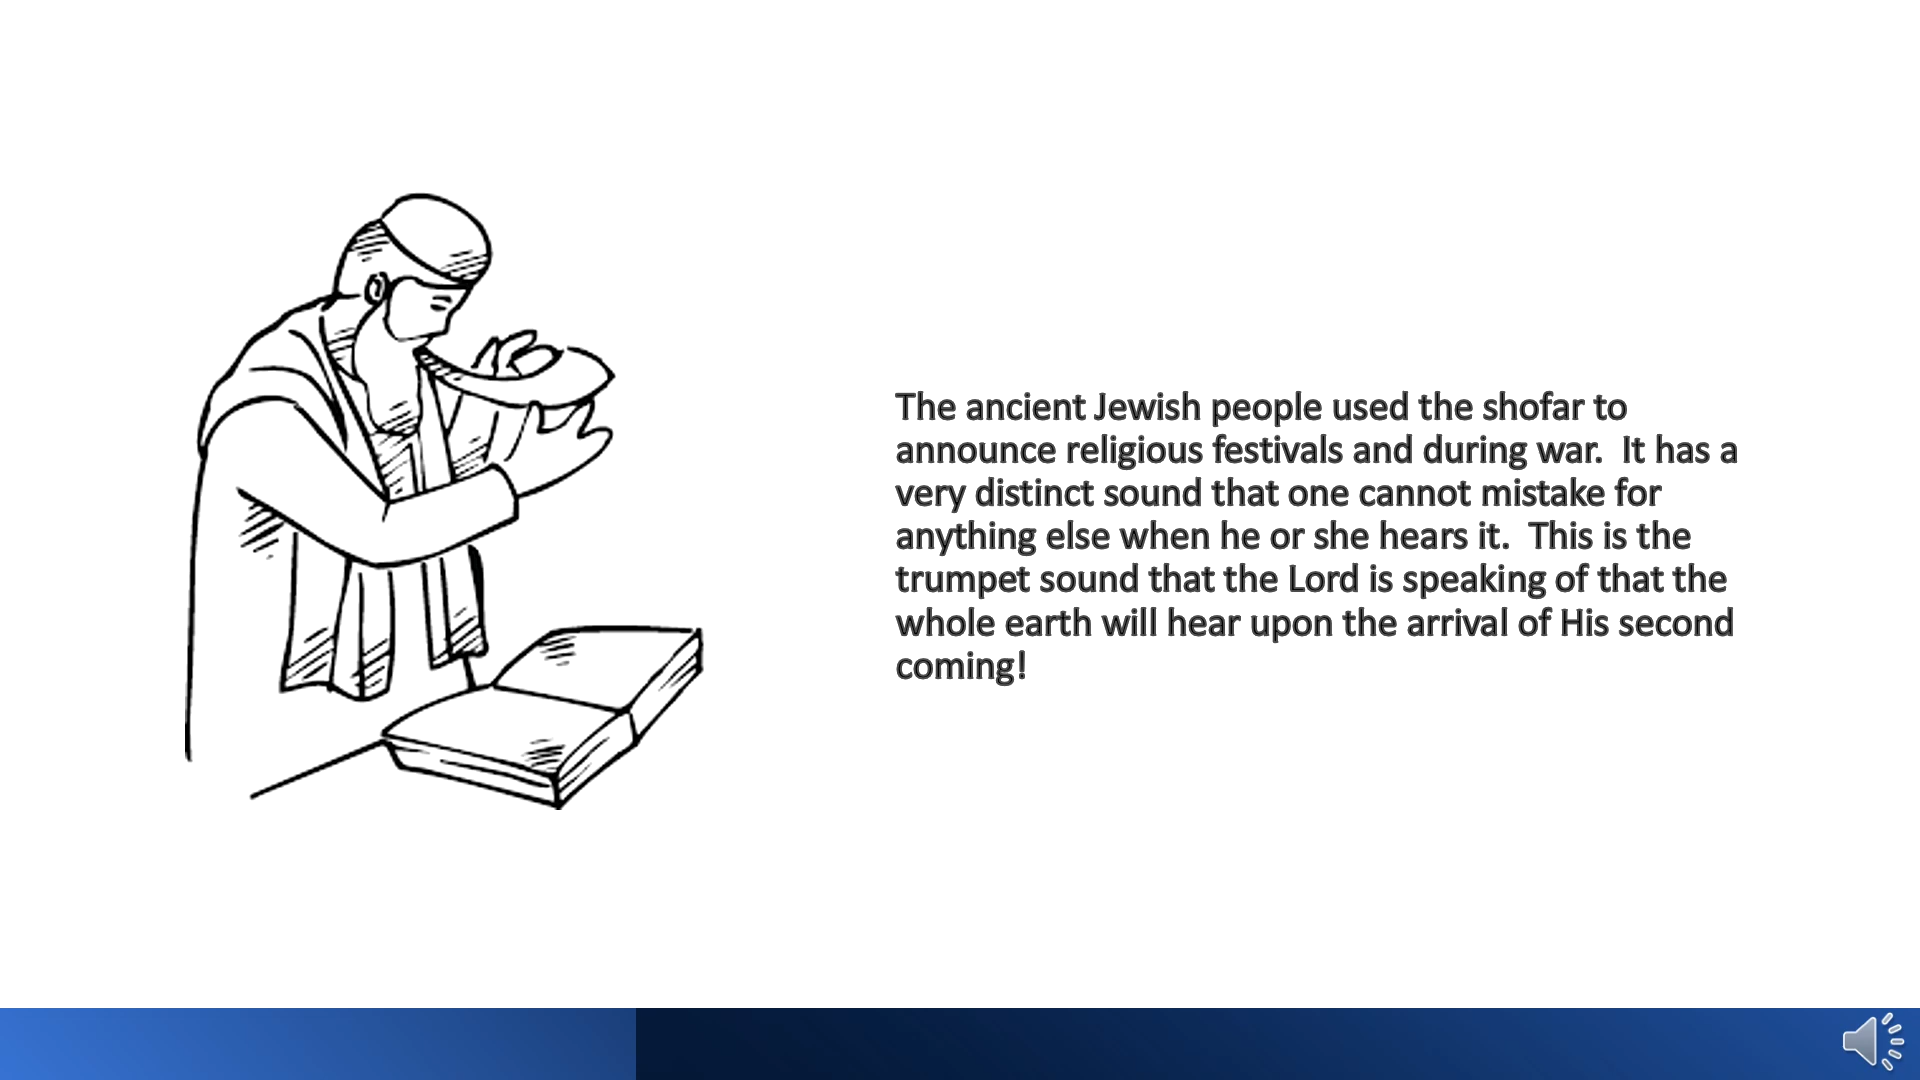 The ancient Jewish people used the shofar to
announce religious festivals and during war.  It has a
very distinct sound that one cannot mistake for
anything else when he or she hears it.  This is the
trumpet sound that the Lord is speaking of that the
whole earth will hear upon the arrival of His second
coming!